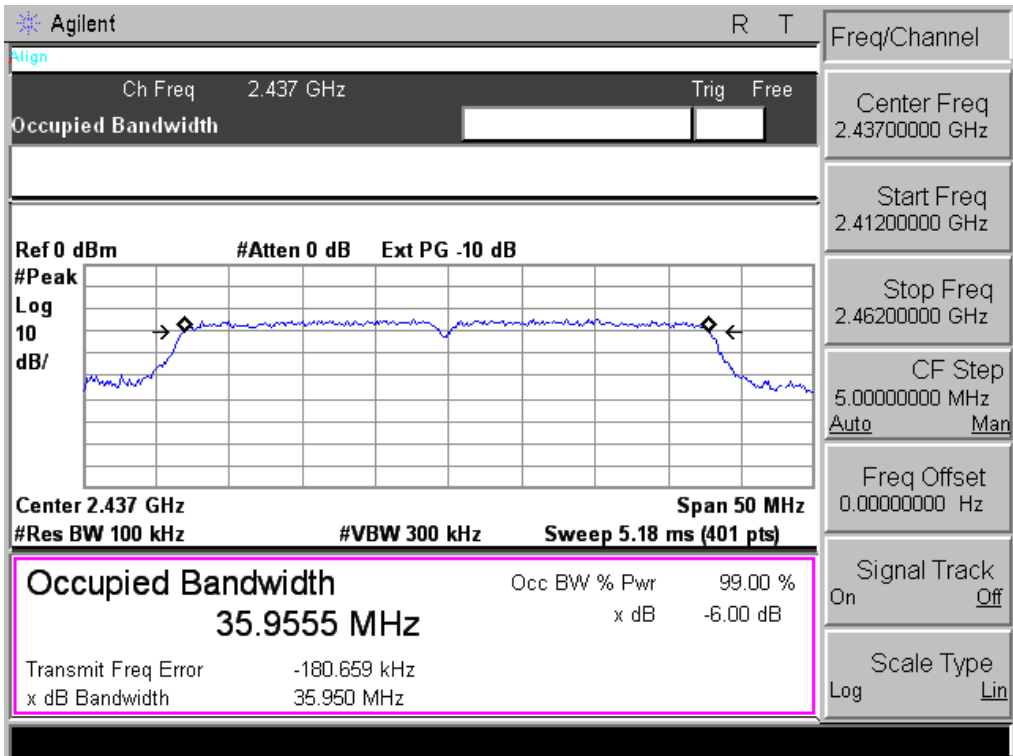 Agilent R T
Align
Ch Freq 2.437 GHz Trig Free
Occupied Bandwidth
Ref 0 dBm #Atten 0 dB Ext PG -10 dB
#Peak
Log
10
dB/
Center 2.437 GHz Span 50 MHz
#Res BW 100 kHz #VBW 300 kHz Sweep 5.18 ms (401 pts)
Occupied Bandwidth Occ BW % Pwr 99.00 %
35.9555 MHz x dB -6.00 dB
Transmit Freq Error -180.659 kHz
x dB Bandwidth 35.950 MHz
Freq/Channel
Center Freq
2.43700000 GHz
Start Freq
2.41200000 GHz
Stop Freq
2.46200000 GHz
CF Step
5.00000000 MHz
Auto Man
Freq Offset
0.00000000 Hz
Signal Track
On Off
Scale Type
Log Lin